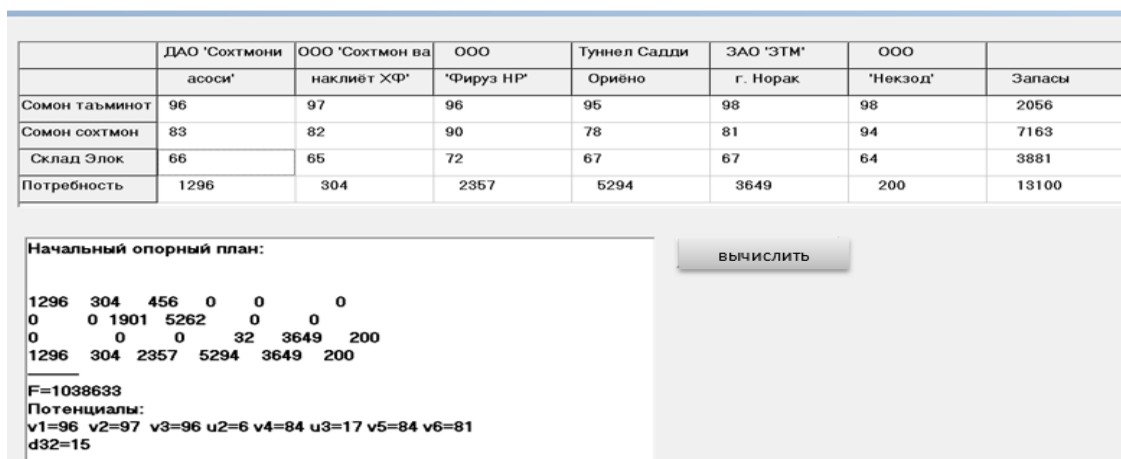 ДАО 'Сохтмони ООО 'Сохтмон ва ООО Туннел Садди ЗАО 'ЗТМ' ООО
асоси' наклиёт ХФ' 'Фируз НР' Ориёно г. Норак 'Некзод' Запасы
Сомон таъминот 96 97 96 95 98 98 2056
Сомон сохтмон 83 82 90 78 81 94 7163
Склад Элок 66 65 72 67 67 64 3881
Потребность 1296 304 2357 5294 3649 200 13100
Начальный опорный план:
вычислить
1296 304 456 0 0 0
0 0 1901 5262 0 0
0 0 0 32 3649 200
1296 304 2357 5294 3649 200
F=1038633
Потенциалы:
v1=96 v2=97 v3=96 u2=6 v4=84 u3=17 v5=84 v6=81
d32=15